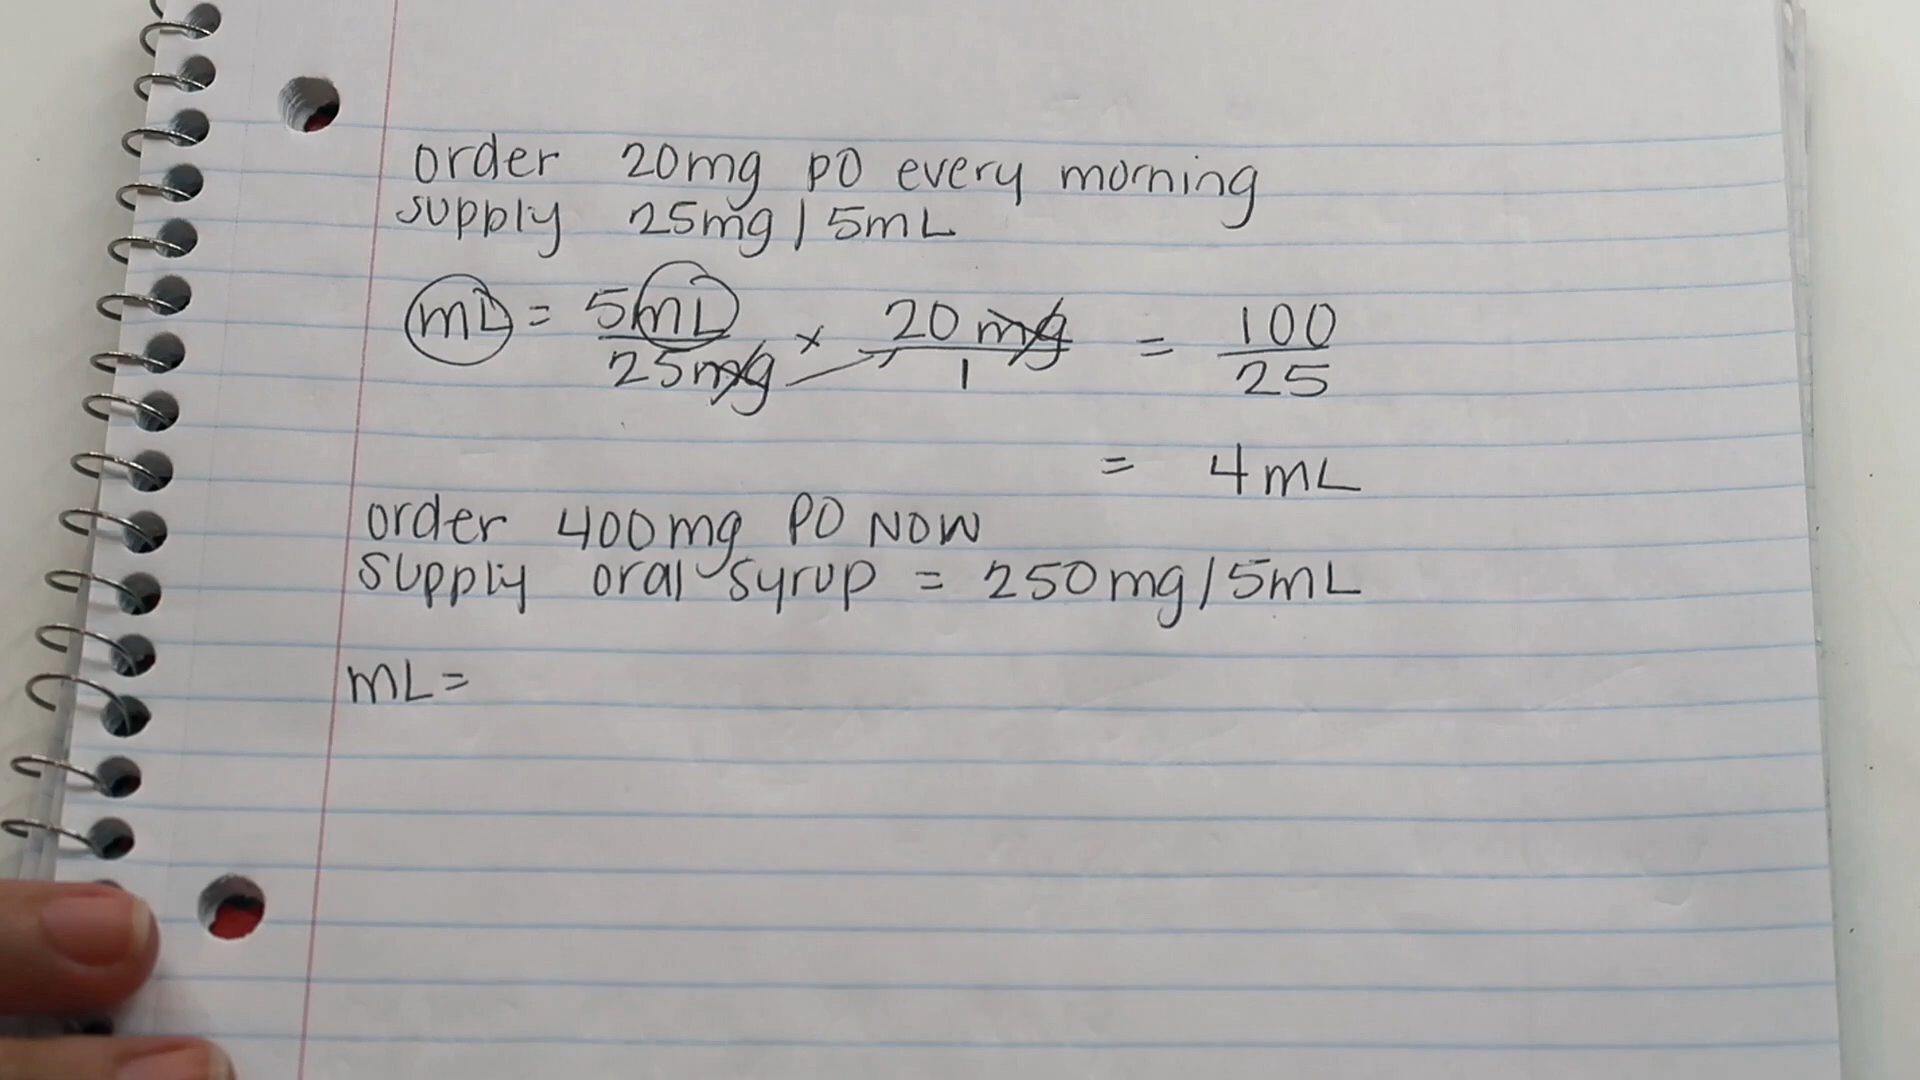 order 20mg PO every morning
supply 25mg/5mL
mL = 5mL/25mg × 20mg/1 = 100/25
= 4mL
order 400mg PO NOW
supply oral syrup = 250mg/5mL
mL=